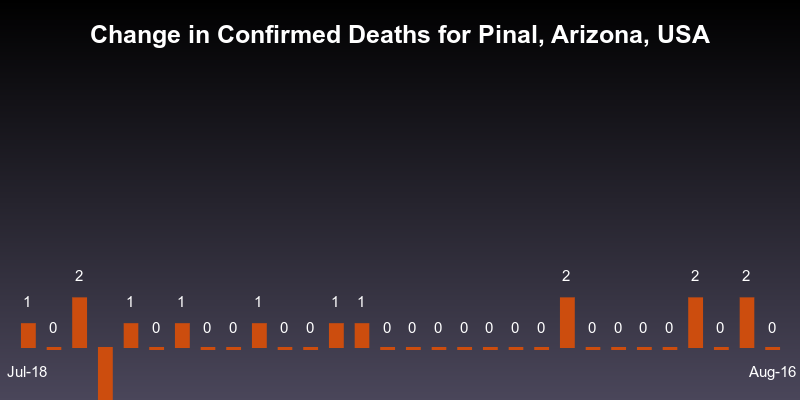 Change in Confirmed Deaths for Pinal, Arizona, USA
2 2 2 2
1 1 1 1 1 1
0 0 0 0 0 0 0 0 0 0 0 0 0 0 0 0 0 0 0
Jul-18 Aug-16